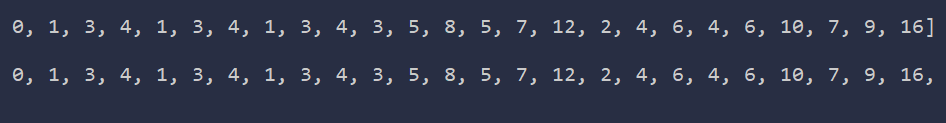 0, 1, 3, 4, 1, 3, 4, 1, 3, 4, 3, 5, 8, 5, 7, 12, 2, 4, 6, 4, 6, 10, 7, 9, 16]
0, 1, 3, 4, 1, 3, 4, 1, 3, 4, 3, 5, 8, 5, 7, 12, 2, 4, 6, 4, 6, 10, 7, 9, 16,